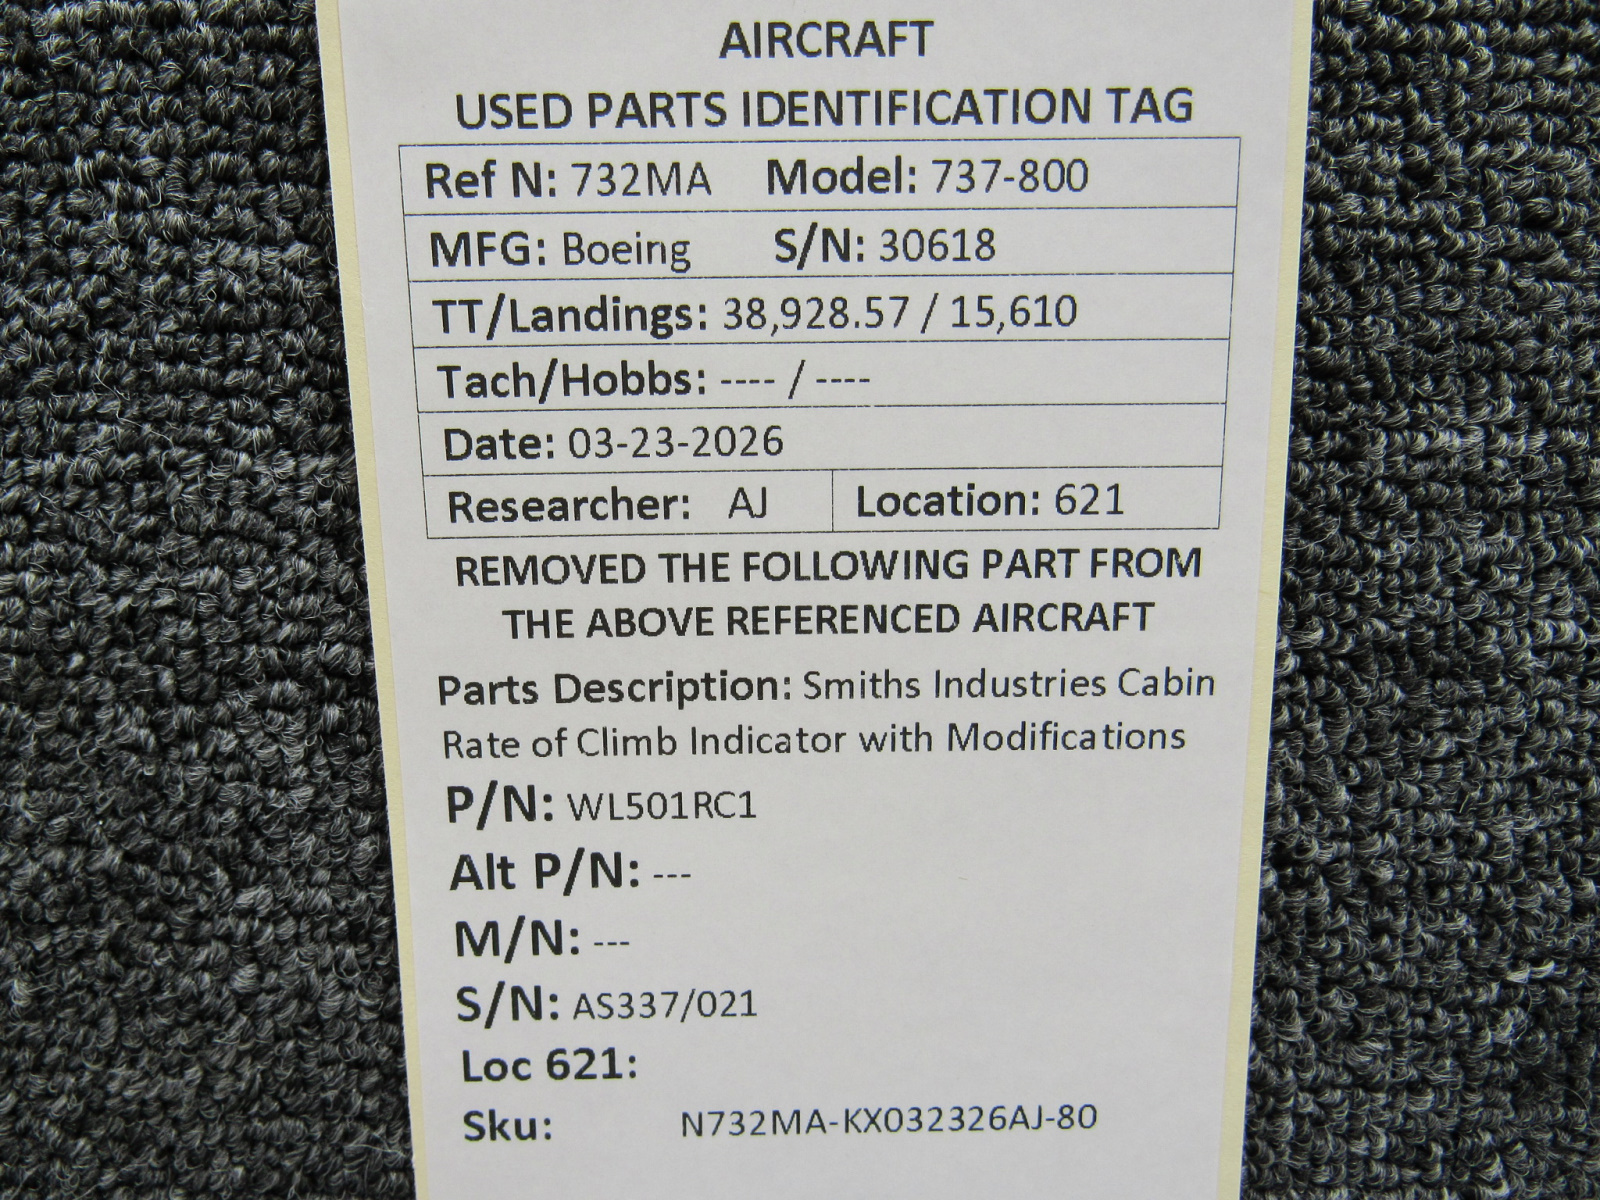 AIRCRAFT
USED PARTS IDENTIFICATION TAG
Ref N: 732MA Model: 737-800
MFG: Boeing S/N: 30618
TT/Landings: 38,928.57 / 15,610
Tach/Hobbs: ---- / ----
Date: 03-23-2026
Researcher: AJ Location: 621
REMOVED THE FOLLOWING PART FROM
THE ABOVE REFERENCED AIRCRAFT
Parts Description: Smiths Industries Cabin
Rate of Climb Indicator with Modifications
P/N: WL501RC1
Alt P/N: ---
M/N: ---
S/N: AS337/021
Loc 621:
Sku: N732MA-KX032326AJ-80